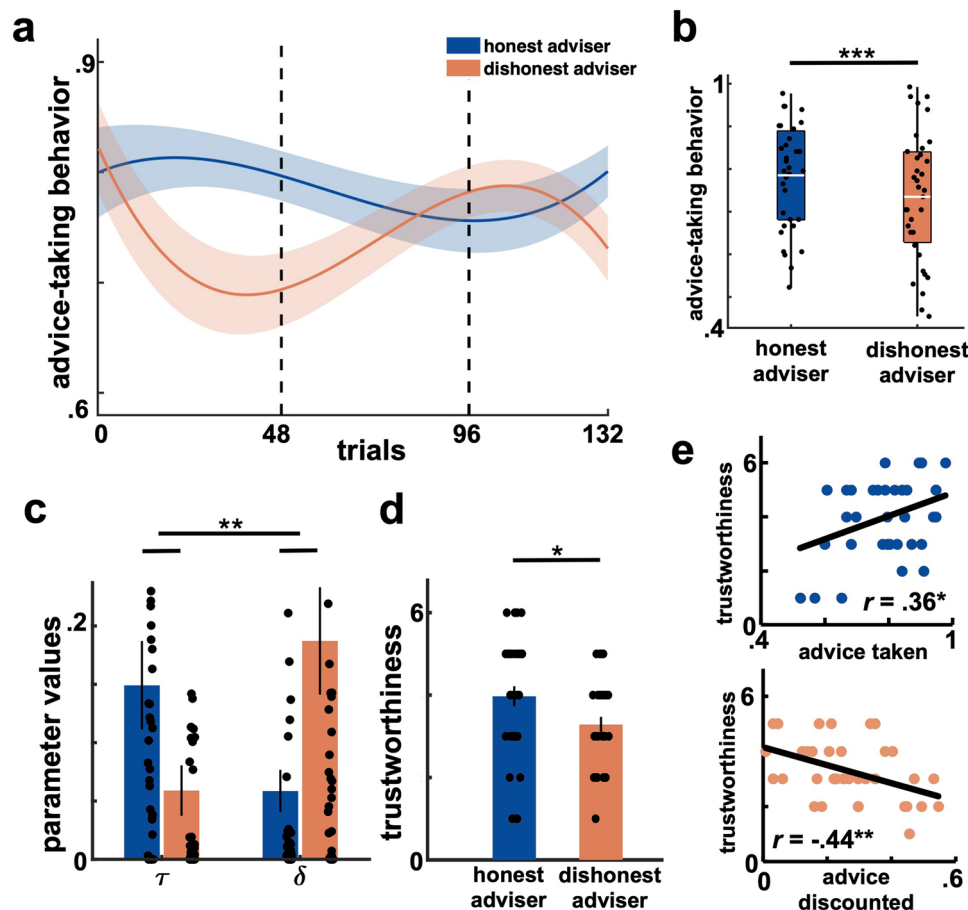 a
advice-taking behavior
.9
.6
0
48
96
132
trials
honest adviser
dishonest adviser
b
***
advice-taking behavior
1
.4
honest
adviser
dishonest
adviser
c
**
parameter values
.2
0
τ
δ
d
*
trustworthiness
6
0
honest
adviser
dishonest
adviser
e
trustworthiness
6
0
r = .36*
.4
1
advice taken
trustworthiness
6
0
r = -.44**
0
.6
advice
discounted